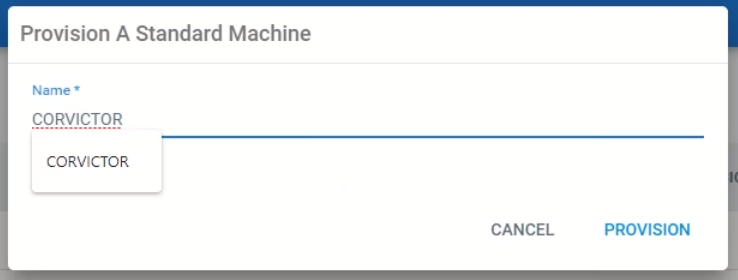 Provision A Standard Machine
Name *
CORVICTOR
CORVICTOR
CANCEL PROVISION